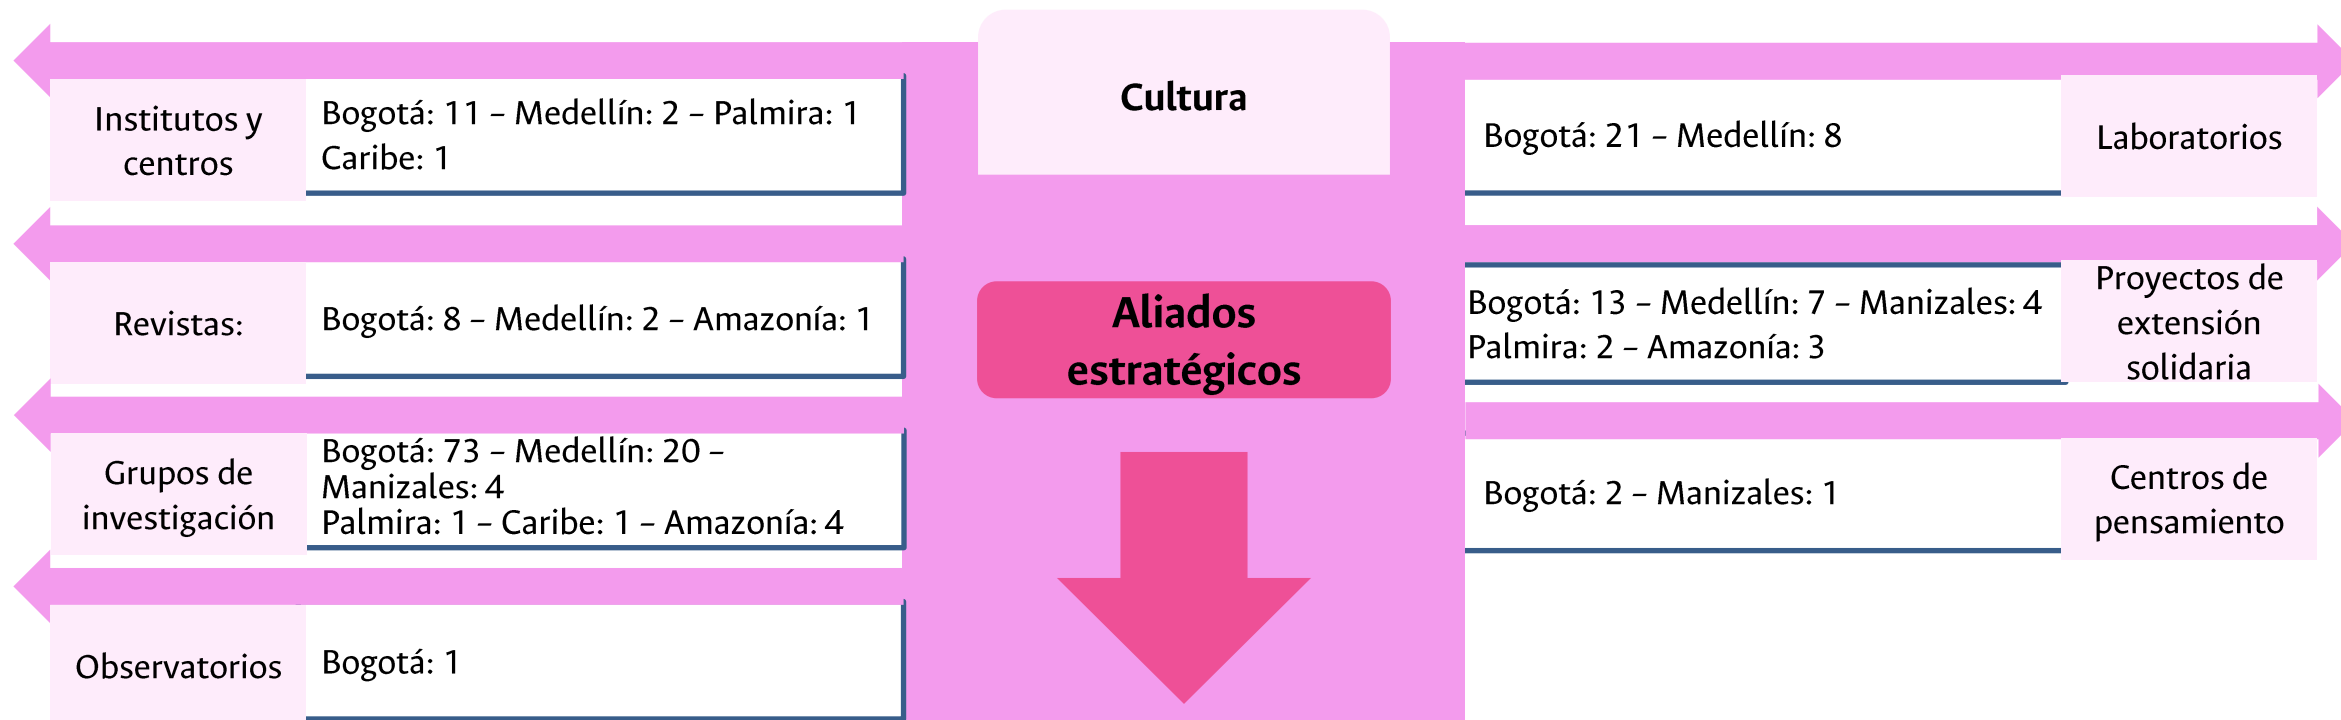 Cultura
Aliados
estratégicos
Institutos y
centros
Bogotá: 11 – Medellín: 2 – Palmira: 1
Caribe: 1
Revistas:
Bogotá: 8 – Medellín: 2 – Amazonía: 1
Grupos de
investigación
Bogotá: 73 – Medellín: 20 –
Manizales: 4
Palmira: 1 – Caribe: 1 – Amazonía: 4
Observatorios
Bogotá: 1
Bogotá: 21 – Medellín: 8
Laboratorios
Bogotá: 13 – Medellín: 7 – Manizales: 4
Palmira: 2 – Amazonía: 3
Proyectos de
extensión
solidaria
Bogotá: 2 – Manizales: 1
Centros de
pensamiento